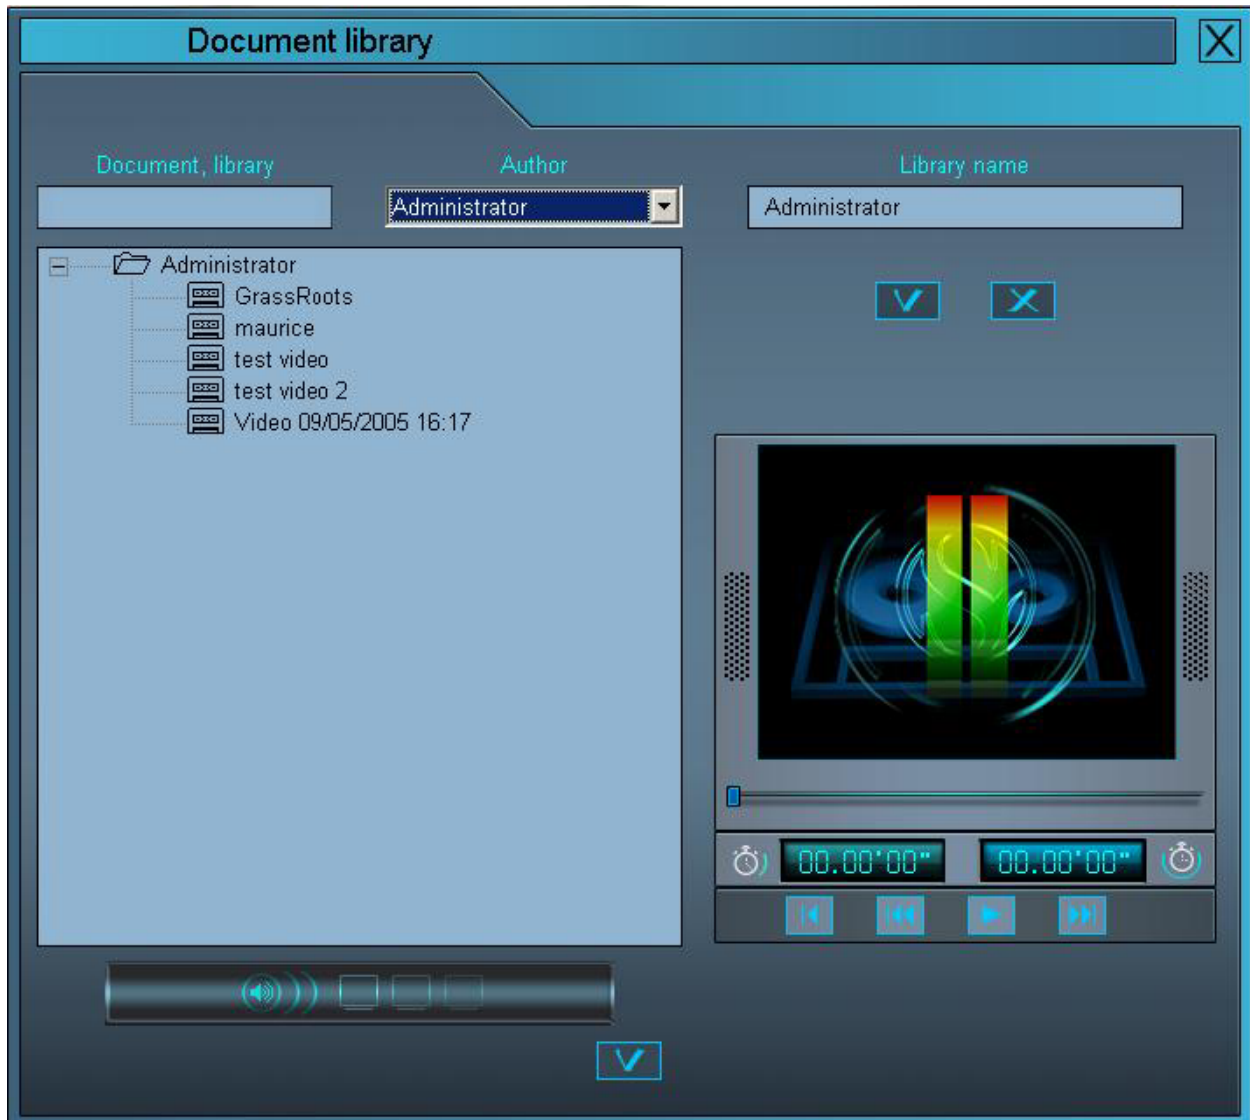 Document library
X
Document, library
Author
Library name
Administrator
Administrator
Administrator
GrassRoots
maurice
test video
test video 2
Video 09/05/2005 16:17
00.00'00"
00.00'00"